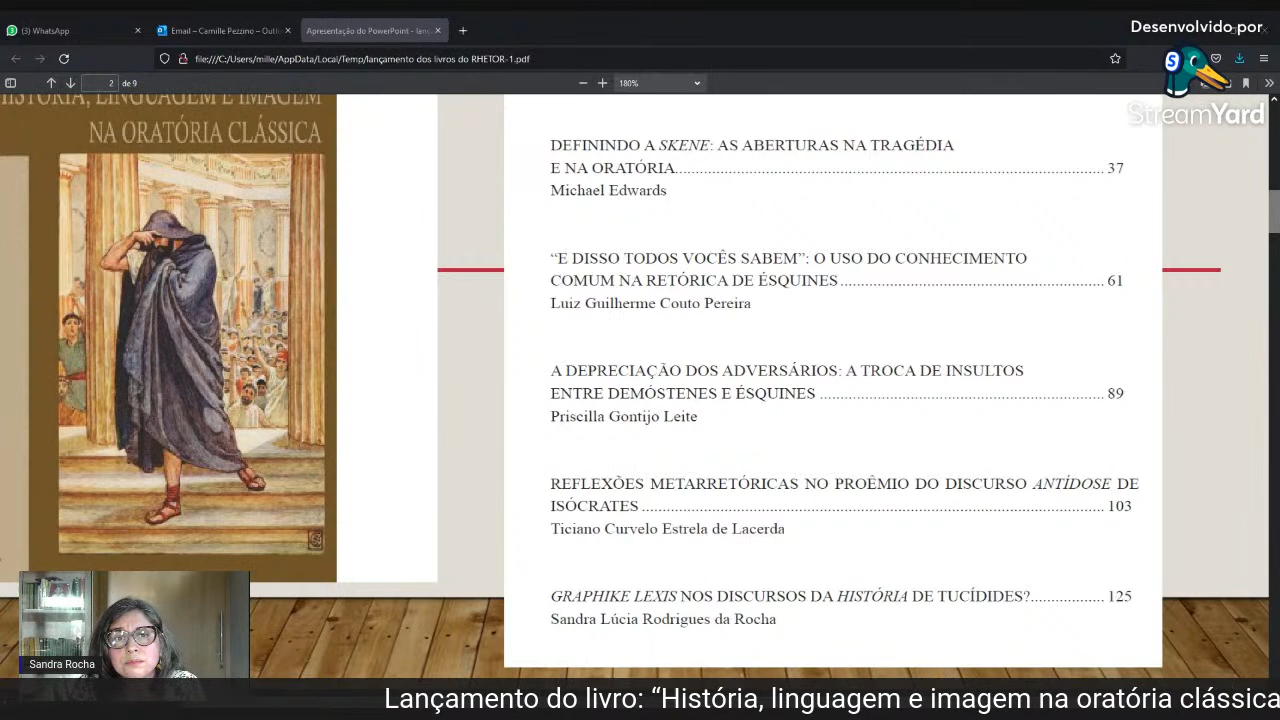 (3) WhatsApp
Email – Camille Pezzino – Outl
Apresentação do PowerPoint - lanç
Desenvolvido por
file:///C:/Users/mille/AppData/Local/Temp/lançamento dos livros do RHETOR-1.pdf
2 de 9
180%
StreamYard
HISTÓRIA, LINGUAGEM E IMAGEM
NA ORATÓRIA CLÁSSICA
DEFININDO A SKENE: AS ABERTURAS NA TRAGÉDIA
E NA ORATÓRIA........................................................................................................ 37
Michael Edwards
“E DISSO TODOS VOCÊS SABEM”: O USO DO CONHECIMENTO
COMUM NA RETÓRICA DE ÉSQUINES................................................................ 61
Luiz Guilherme Couto Pereira
A DEPRECIAÇÃO DOS ADVERSÁRIOS: A TROCA DE INSULTOS
ENTRE DEMÓSTENES E ÉSQUINES ..................................................................... 89
Priscilla Gontijo Leite
REFLEXÕES METARRETÓRICAS NO PROÊMIO DO DISCURSO ANTÍDOSE DE
ISÓCRATES ................................................................................................................ 103
Ticiano Curvelo Estrela de Lacerda
GRAPHIKE LEXIS NOS DISCURSOS DA HISTÓRIA DE TUCÍDIDES?.................. 125
Sandra Lúcia Rodrigues da Rocha
Sandra Rocha
Lançamento do livro: “História, linguagem e imagem na oratória clássica